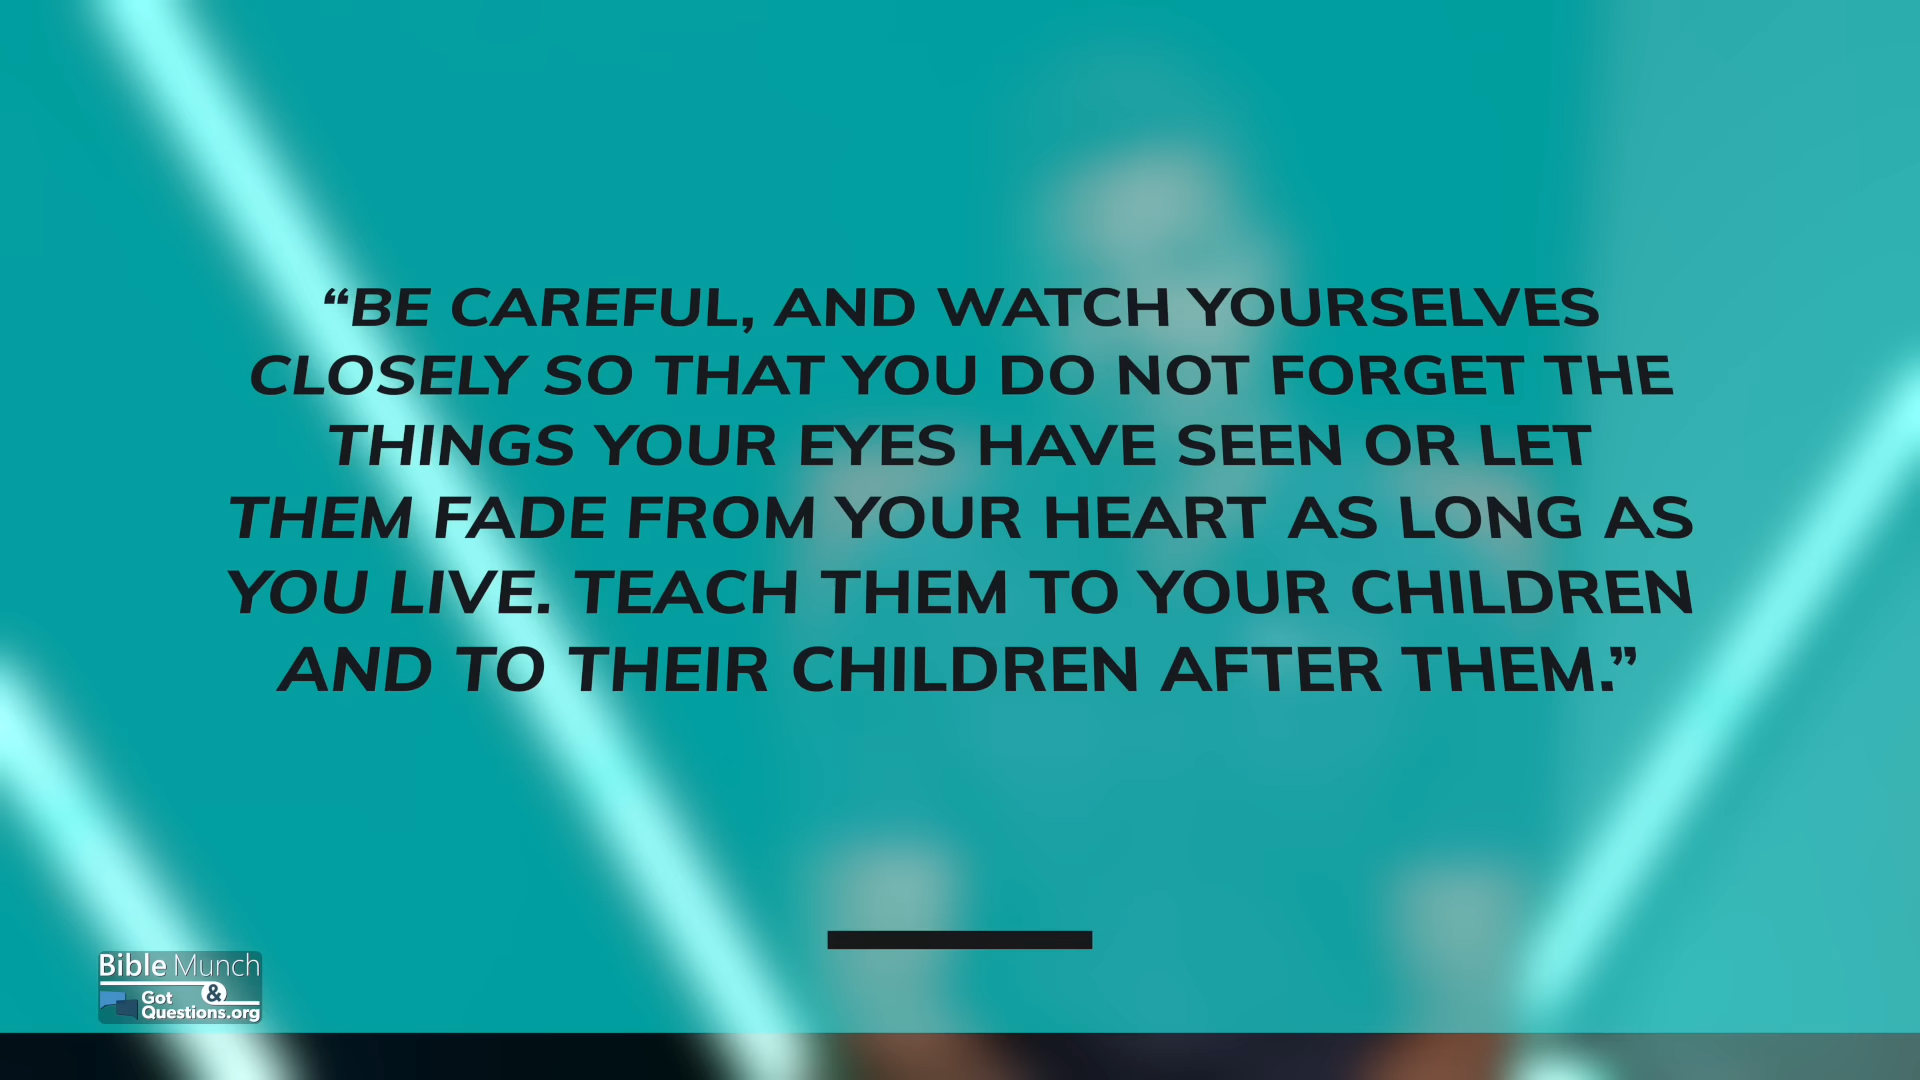 “BE CAREFUL, AND WATCH YOURSELVES
CLOSELY SO THAT YOU DO NOT FORGET THE
THINGS YOUR EYES HAVE SEEN OR LET
THEM FADE FROM YOUR HEART AS LONG AS
YOU LIVE. TEACH THEM TO YOUR CHILDREN
AND TO THEIR CHILDREN AFTER THEM.”
Bible Munch
&
Got
Questions.org